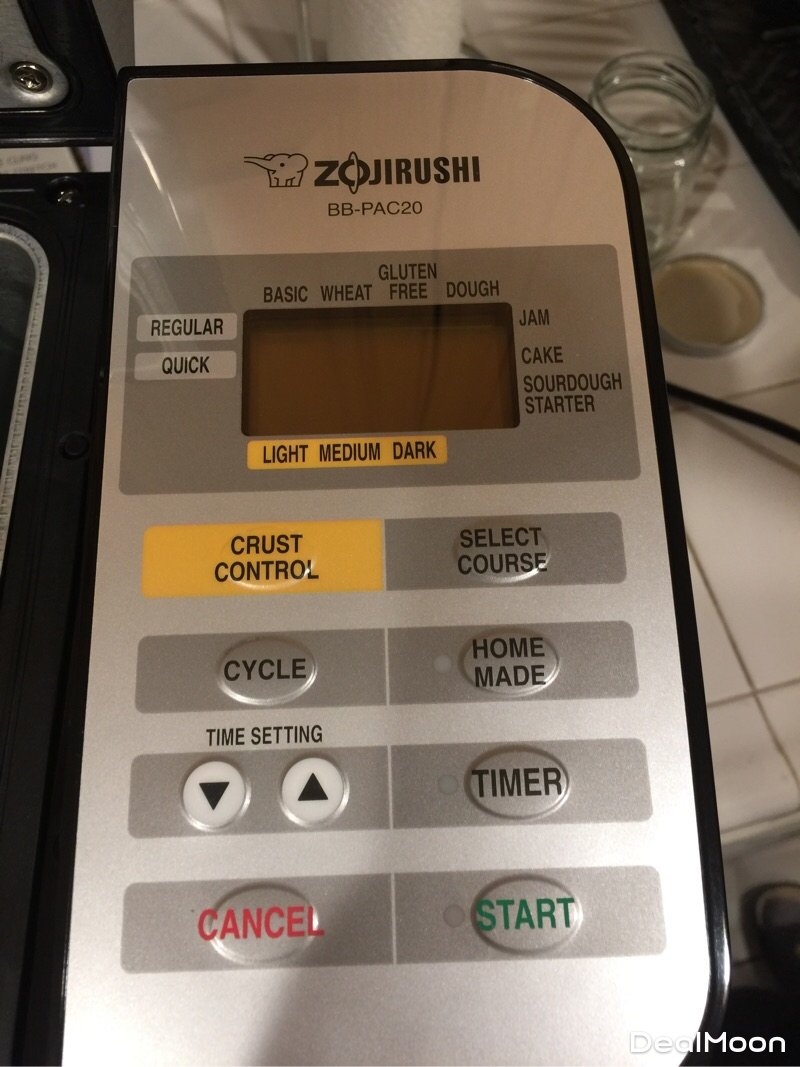 ZOJIRUSHI
BB-PAC20
BASIC WHEAT GLUTEN FREE DOUGH
REGULAR
QUICK
JAM
CAKE
SOURDOUGH
STARTER
LIGHT MEDIUM DARK
CRUST
CONTROL
SELECT
COURSE
CYCLE
HOME
MADE
TIME SETTING
TIMER
CANCEL
START
DealMoon